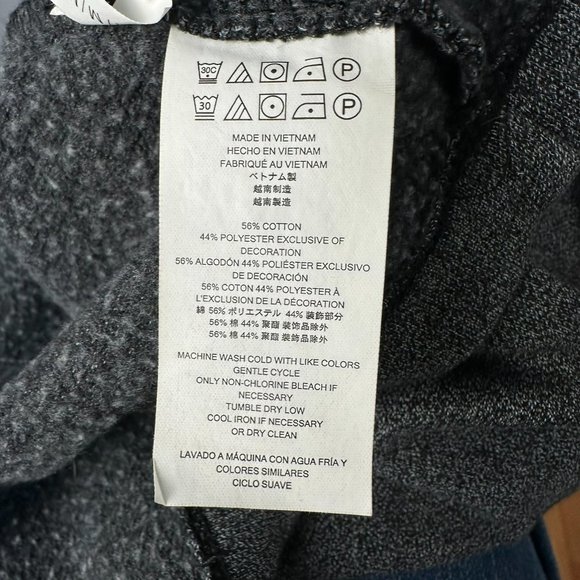 30C P
30 P
MADE IN VIETNAM
HECHO EN VIETNAM
FABRIQUÉ AU VIETNAM
ベトナム製
越南制造
越南製造
56% COTTON
44% POLYESTER EXCLUSIVE OF
DECORATION
56% ALGODÓN 44% POLIÉSTER EXCLUSIVO
DE DECORACIÓN
56% COTON 44% POLYESTER À
L'EXCLUSION DE LA DÉCORATION
綿 56% ポリエステル 44% 装飾部分
56% 棉 44% 聚酯 装饰品除外
56% 棉 44% 聚酯 裝飾品除外
MACHINE WASH COLD WITH LIKE COLORS
GENTLE CYCLE
ONLY NON-CHLORINE BLEACH IF
NECESSARY
TUMBLE DRY LOW
COOL IRON IF NECESSARY
OR DRY CLEAN
LAVADO A MÁQUINA CON AGUA FRÍA Y
COLORES SIMILARES
CICLO SUAVE